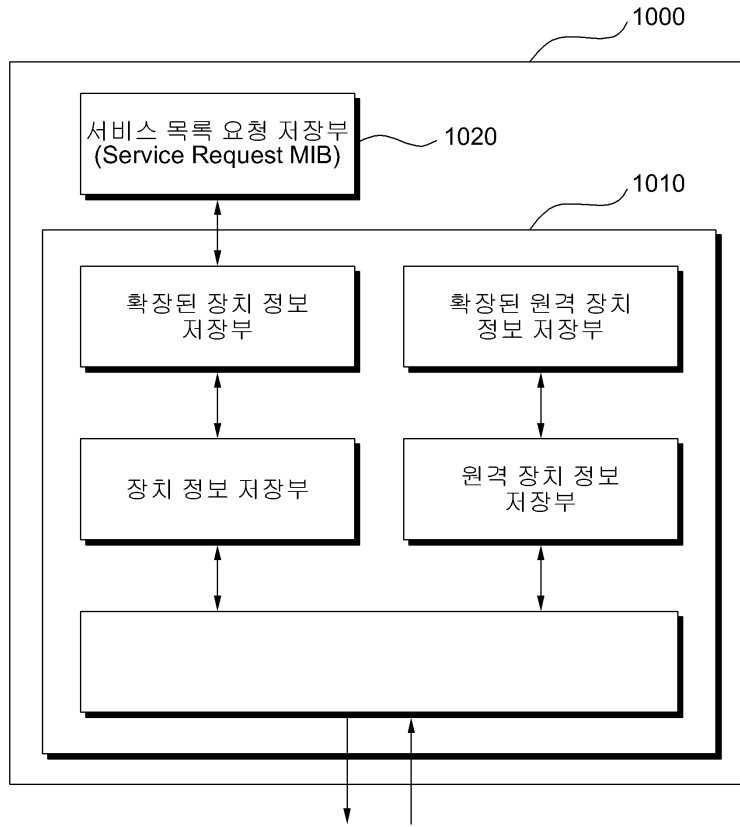 1000
서비스 목록 요청 저장부
(Service Request MIB)
1020
1010
확장된 장치 정보
저장부
확장된 원격 장치
정보 저장부
장치 정보 저장부
원격 장치 정보
저장부